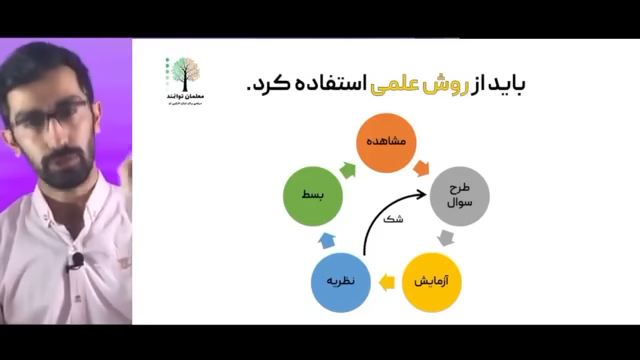 معلمان توانمند
باید از روش علمی استفاده کرد.
مشاهده
طرح
سوال
آزمایش
نظریه
بسط
شک